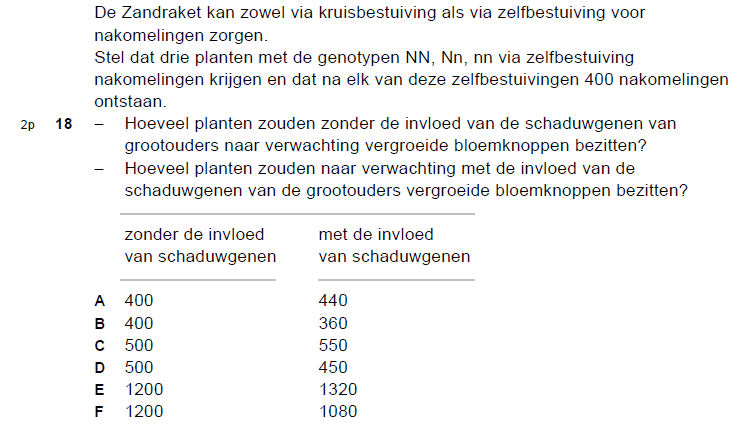 De Zandraket kan zowel via kruisbestuiving als via zelfbestuiving voor
nakomelingen zorgen.
Stel dat drie planten met de genotypen NN, Nn, nn via zelfbestuiving
nakomelingen krijgen en dat na elk van deze zelfbestuivingen 400 nakomelingen
ontstaan.
2p 18 – Hoeveel planten zouden zonder de invloed van de schaduwgenen van
grootouders naar verwachting vergroeide bloemknoppen bezitten?
– Hoeveel planten zouden naar verwachting met de invloed van de
schaduwgenen van de grootouders vergroeide bloemknoppen bezitten?
zonder de invloed met de invloed
van schaduwgenen van schaduwgenen
A 400 440
B 400 360
C 500 550
D 500 450
E 1200 1320
F 1200 1080